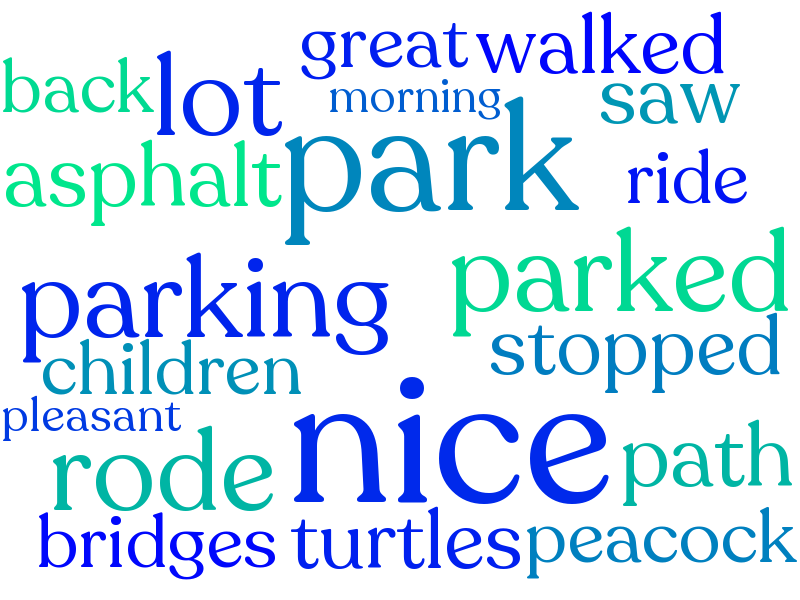 great walked
back lot morning saw
asphalt park ride
parking parked
children stopped
pleasant nice
rode path
bridges turtles peacock